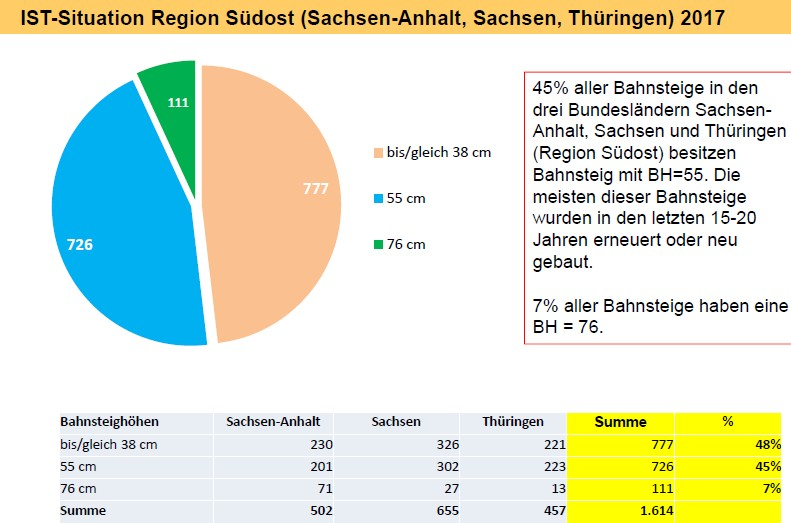 IST-Situation Region Südost (Sachsen-Anhalt, Sachsen, Thüringen) 2017
111
777
726
bis/gleich 38 cm
55 cm
76 cm
45% aller Bahnsteige in den
drei Bundesländern Sachsen-
Anhalt, Sachsen und Thüringen
(Region Südost) besitzen
Bahnsteig mit BH=55. Die
meisten dieser Bahnsteige
wurden in den letzten 15-20
Jahren erneuert oder neu
gebaut.
7% aller Bahnsteige haben eine
BH = 76.
Bahnsteighöhen Sachsen-Anhalt Sachsen Thüringen Summe %
bis/gleich 38 cm 230 326 221 777 48%
55 cm 201 302 223 726 45%
76 cm 71 27 13 111 7%
Summe 502 655 457 1.614